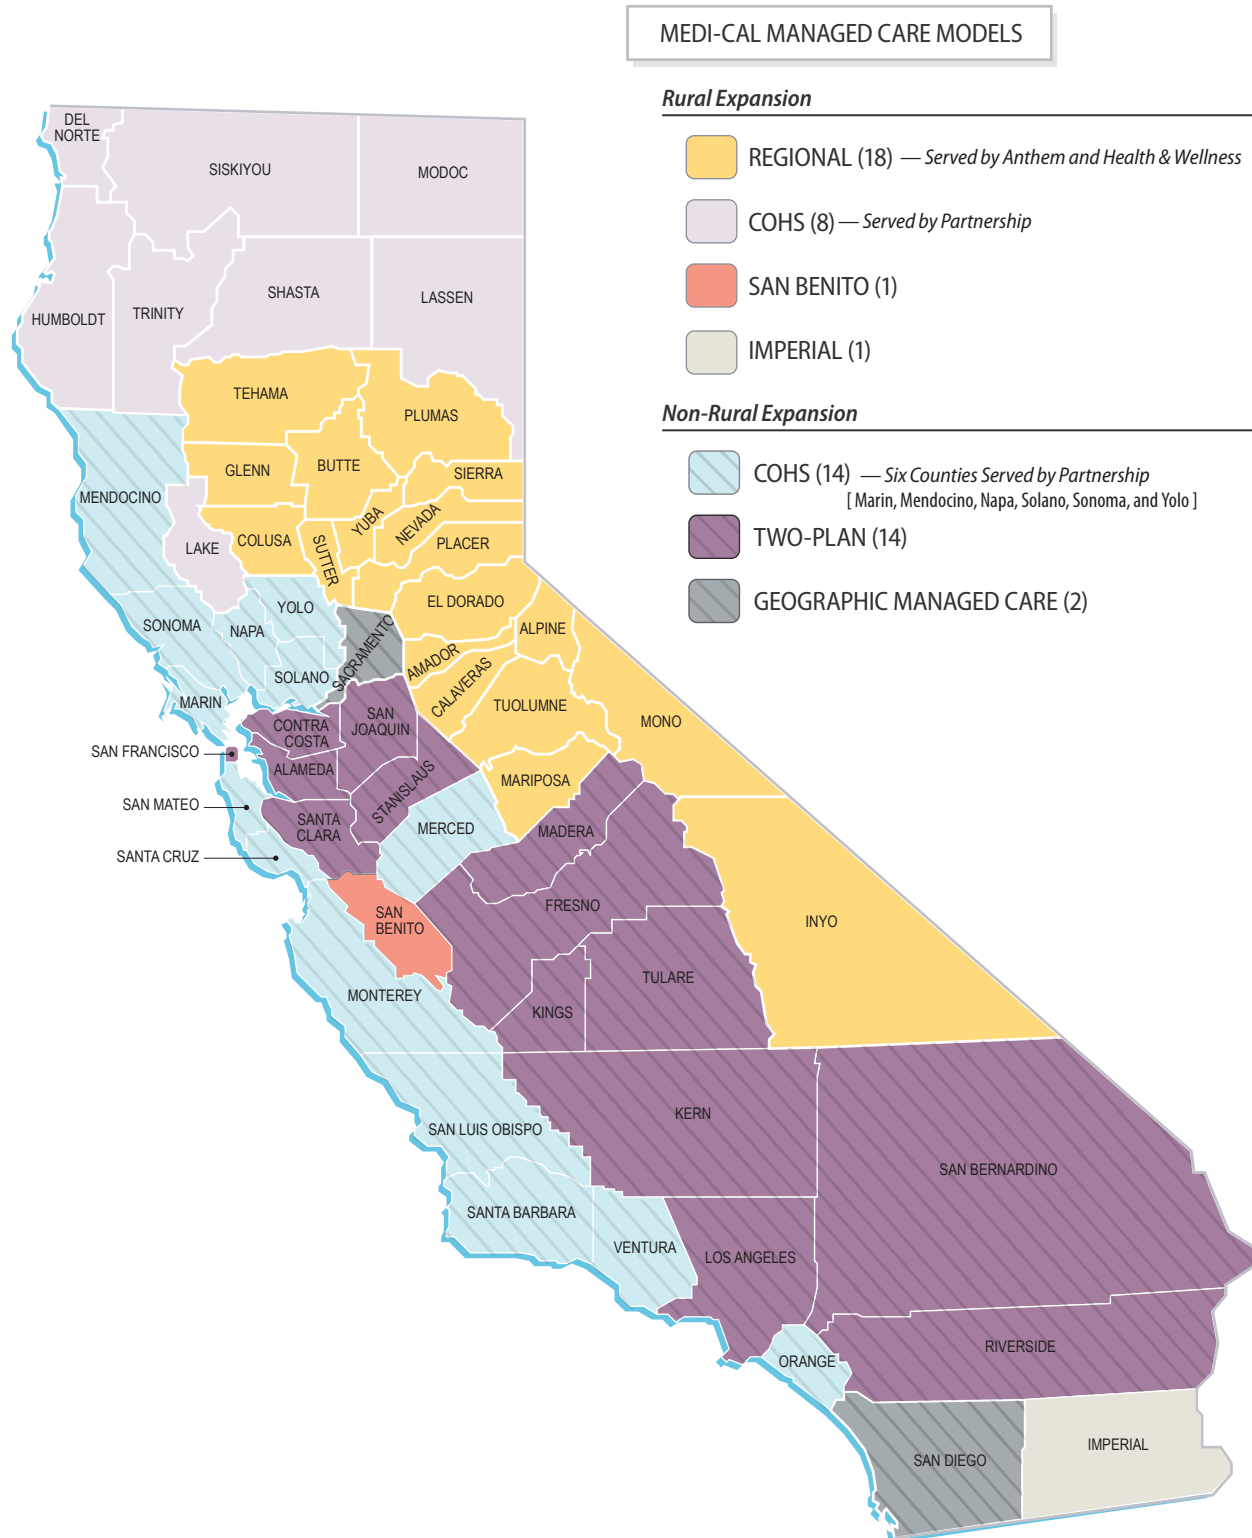 MEDI-CAL MANAGED CARE MODELS
Rural Expansion
REGIONAL (18) — Served by Anthem and Health & Wellness
COHS (8) — Served by Partnership
SAN BENITO (1)
IMPERIAL (1)
Non-Rural Expansion
COHS (14) — Six Counties Served by Partnership
[ Marin, Mendocino, Napa, Solano, Sonoma, and Yolo ]
TWO-PLAN (14)
GEOGRAPHIC MANAGED CARE (2)
DEL
NORTE
SISKIYOU
MODOC
HUMBOLDT
TRINITY
SHASTA
LASSEN
TEHAMA
PLUMAS
GLENN
BUTTE
SIERRA
MENDOCINO
LAKE
COLUSA
SUTTER
YUBA
NEVADA
PLACER
EL DORADO
ALPINE
SONOMA
NAPA
YOLO
SOLANO
SACRAMENTO
AMADOR
CALAVERAS
TUOLUMNE
MONO
MARIN
CONTRA
COSTA
SAN
JOAQUIN
SAN FRANCISCO
ALAMEDA
STANISLAUS
MARIPOSA
SAN MATEO
SANTA
CLARA
MERCED
MADERA
SANTA CRUZ
SAN
BENITO
FRESNO
INYO
MONTEREY
KINGS
TULARE
SAN LUIS OBISPO
KERN
SAN BERNARDINO
SANTA BARBARA
VENTURA
LOS ANGELES
ORANGE
RIVERSIDE
SAN DIEGO
IMPERIAL